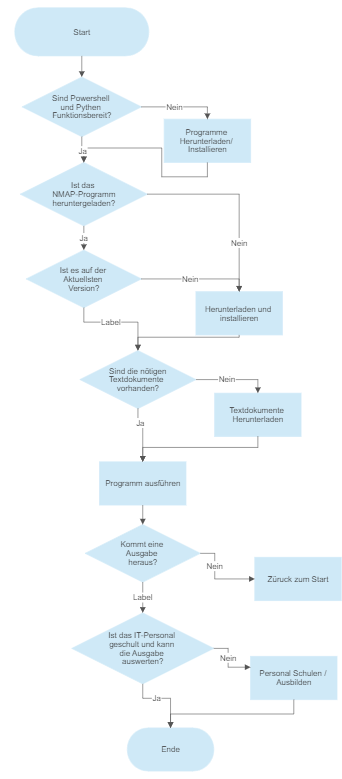 Start
Sind Powershell
und Python
Funktionsbereit?
Nein
Programme
Herunterladen/
Installieren
Ja
Ist das
NMAP-Programm
heruntergeladen?
Nein
Ja
Ist es auf der
Aktuellsten
Version?
Nein
Herunterladen und
installieren
Label
Sind die nötigen
Textdokumente
vorhanden?
Nein
Textdokumente
Herunterladen
Ja
Programm ausführen
Kommt eine
Ausgabe
heraus?
Nein
Züruck zum Start
Label
Ist das IT-Personal
geschult und kann
die Ausgabe
auswerten?
Nein
Personal Schulen /
Ausbilden
Ja
Ende